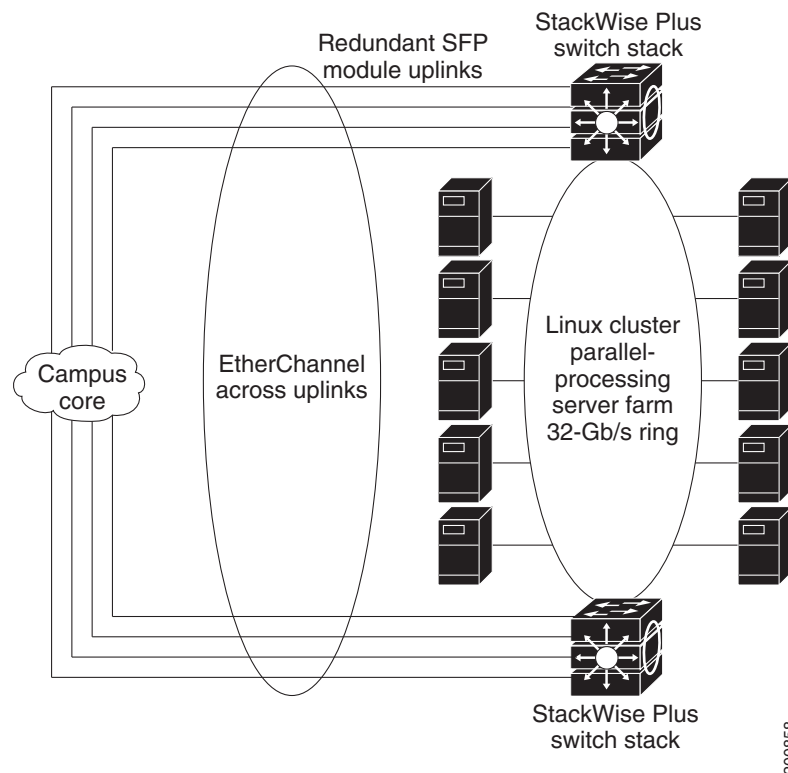 StackWise Plus
switch stack
Redundant SFP
module uplinks
Campus
core
EtherChannel
across uplinks
Linux cluster
parallel-
processing
server farm
32-Gb/s ring
StackWise Plus
switch stack